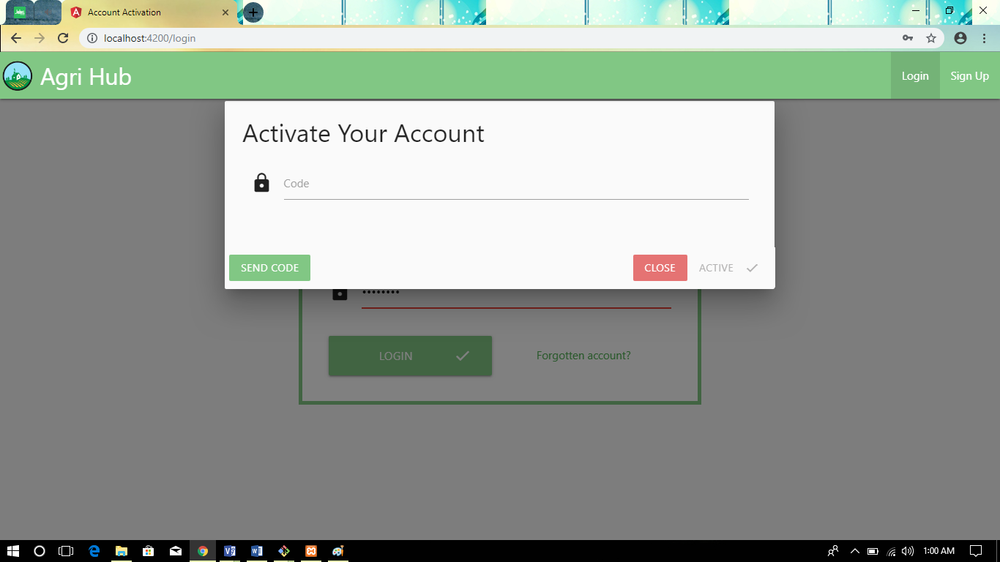 Account Activation
localhost:4200/login
Agri Hub
Login
Sign Up
Activate Your Account
Code
SEND CODE
CLOSE
ACTIVE
••••••••
LOGIN
Forgotten account?
1:00 AM